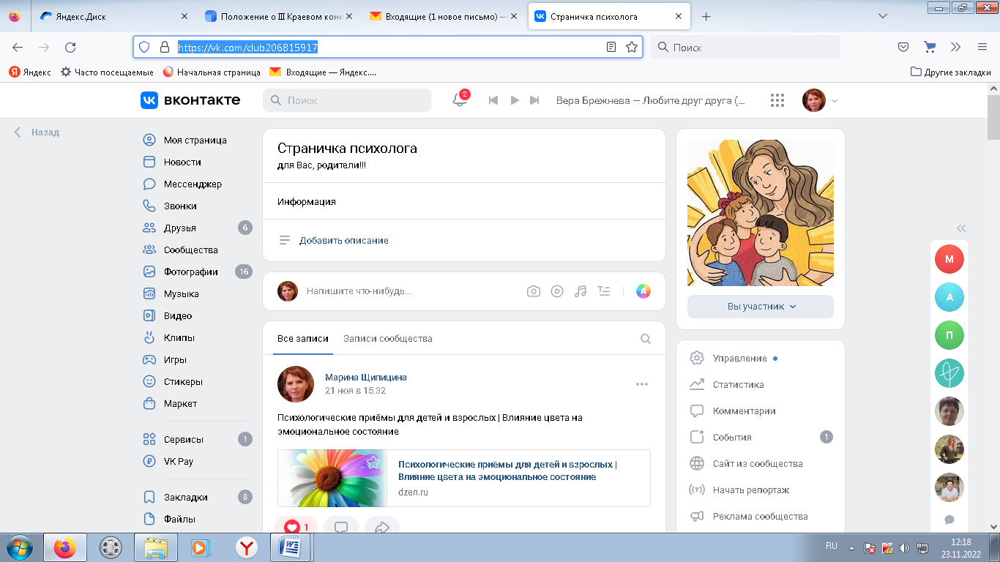 Яндекс.Диск
Положение о III Краевом кон
Входящие (1 новое письмо) —
Страничка психолога
https://vk.com/club206815917
Поиск
Яндекс
Часто посещаемые
Начальная страница
Входящие — Яндекс....
Другие закладки
вконтакте
Поиск
2
Вера Брежнева — Любите друг друга (...
Назад
Моя страница
Новости
Мессенджер
Звонки
Друзья 6
Сообщества
Фотографии 16
Музыка
Видео
Клипы
Игры
Стикеры
Маркет
Сервисы 1
VK Pay
Закладки 8
Файлы
Страничка психолога
для Вас, родители!!!
Информация
Добавить описание
Напишите что-нибудь...
Все записи Записи сообщества
Марина Щипицина
21 ноя в 15:32
Психологические приёмы для детей и взрослых | Влияние цвета на
эмоциональное состояние
Психологические приёмы для детей и взрослых |
Влияние цвета на эмоциональное состояние
dzen.ru
1
Вы участник
Управление
Статистика
Комментарии
События 1
Сайт из сообщества
Начать репортаж
Реклама сообщества
М
А
П
RU
12:18
23.11.2022